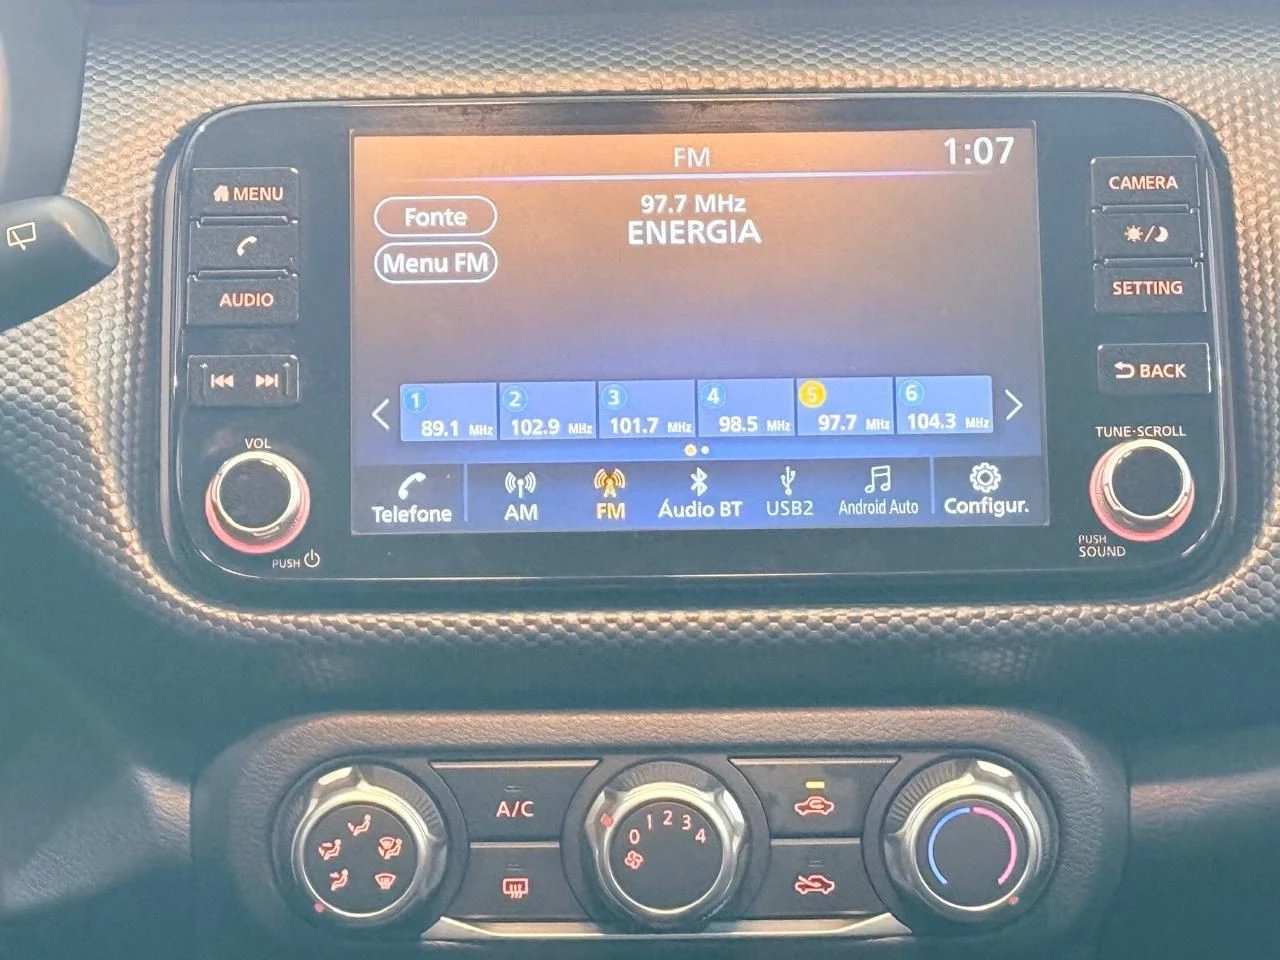 FM
1:07
MENU
CAMERA
Fonte
97.7 MHz
ENERGIA
Menu FM
AUDIO
SETTING
BACK
1 2 3 4 5 6
89.1 MHz 102.9 MHz 101.7 MHz 98.5 MHz 97.7 MHz 104.3 MHz
VOL
TUNE-SCROLL
Telefone AM FM Áudio BT USB2 Android Auto Configur.
PUSH
PUSH
SOUND
A/C
0 1 2 3 4